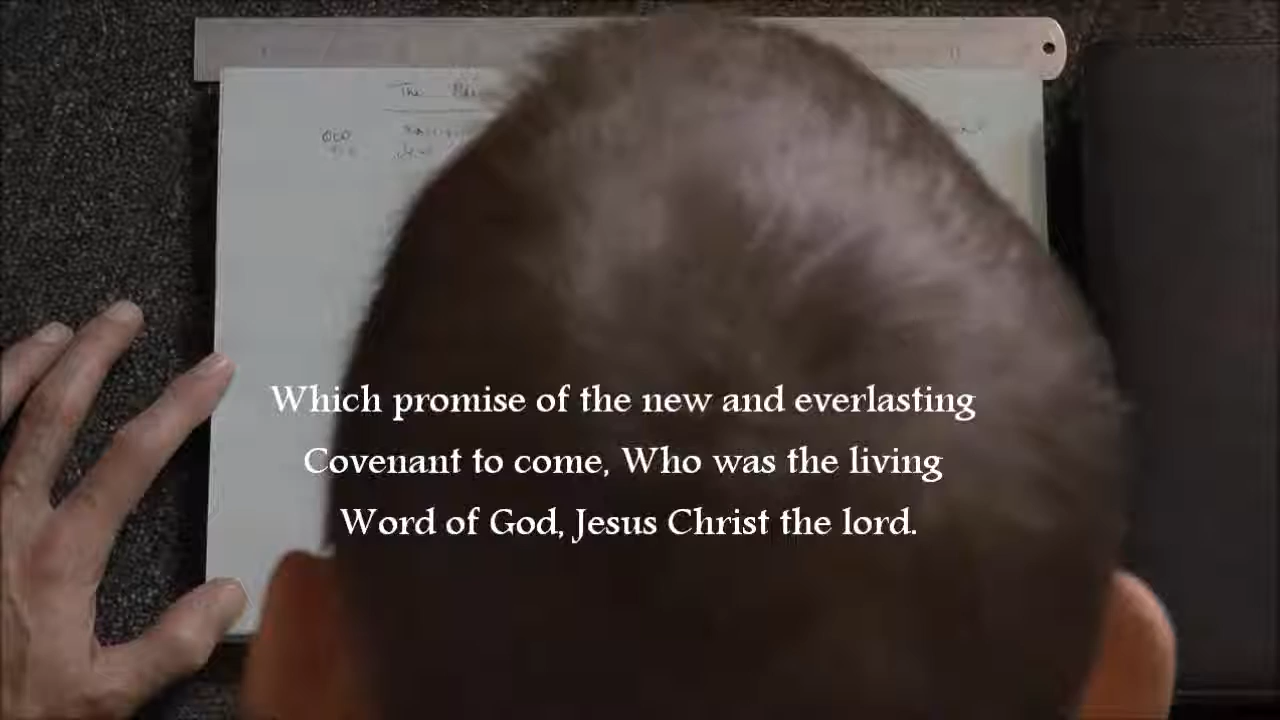 The
Which promise of the new and everlasting
Covenant to come, Who was the living
Word of God, Jesus Christ the lord.